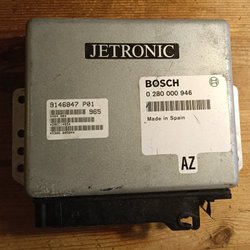 JETRONIC
BOSCH
0 280 000 946
Made in Spain
9146847 P01
965
AZ